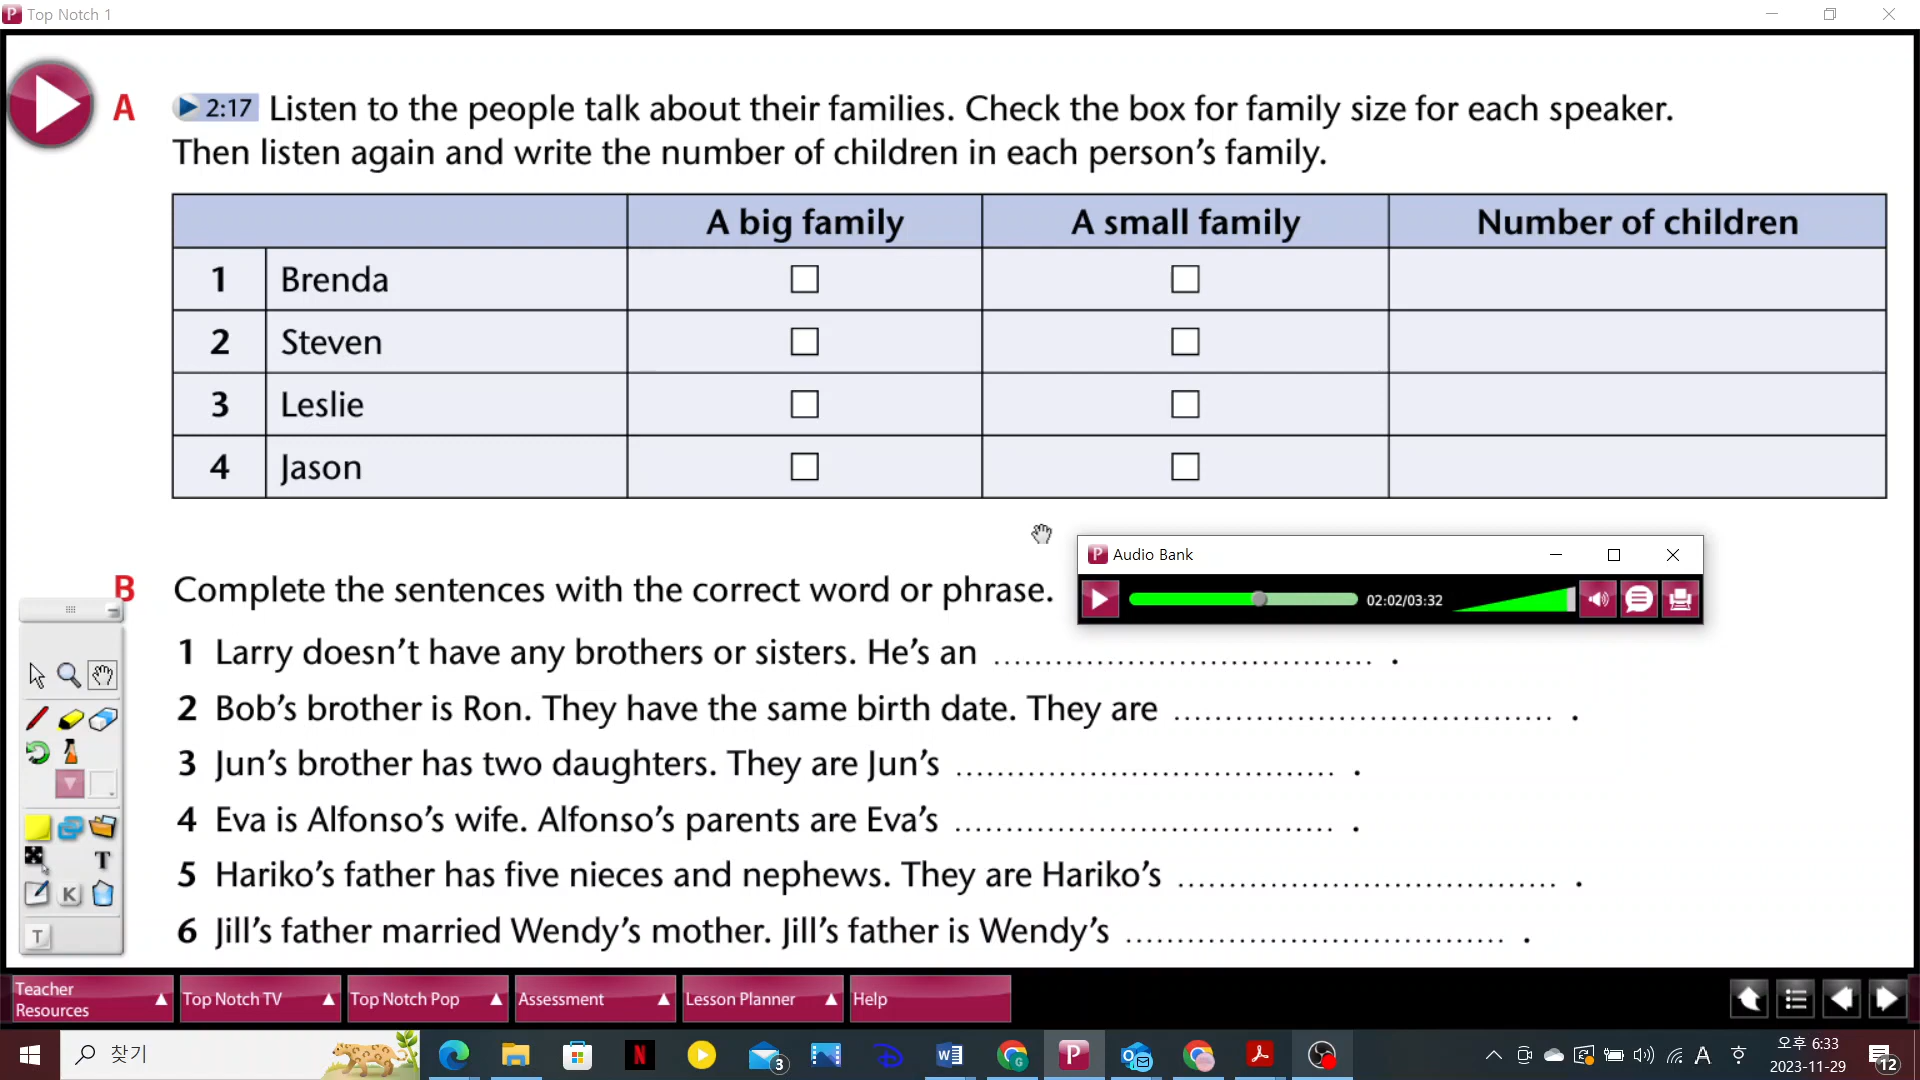 Top Notch 1
A 2:17 Listen to the people talk about their families. Check the box for family size for each speaker.
Then listen again and write the number of children in each person’s family.
A big family A small family Number of children
1 Brenda
2 Steven
3 Leslie
4 Jason
Audio Bank
02:02/03:32
B Complete the sentences with the correct word or phrase.
1 Larry doesn’t have any brothers or sisters. He’s an ..................................... .
2 Bob’s brother is Ron. They have the same birth date. They are ..................................... .
3 Jun’s brother has two daughters. They are Jun’s ..................................... .
4 Eva is Alfonso’s wife. Alfonso’s parents are Eva’s ..................................... .
5 Hariko’s father has five nieces and nephews. They are Hariko’s ..................................... .
6 Jill’s father married Wendy’s mother. Jill’s father is Wendy’s ..................................... .
T
K
T
Teacher
Resources
Top Notch TV
Top Notch Pop
Assessment
Lesson Planner
Help
찾기
N
3
W
G
P
A
오후 6:33
2023-11-29
12